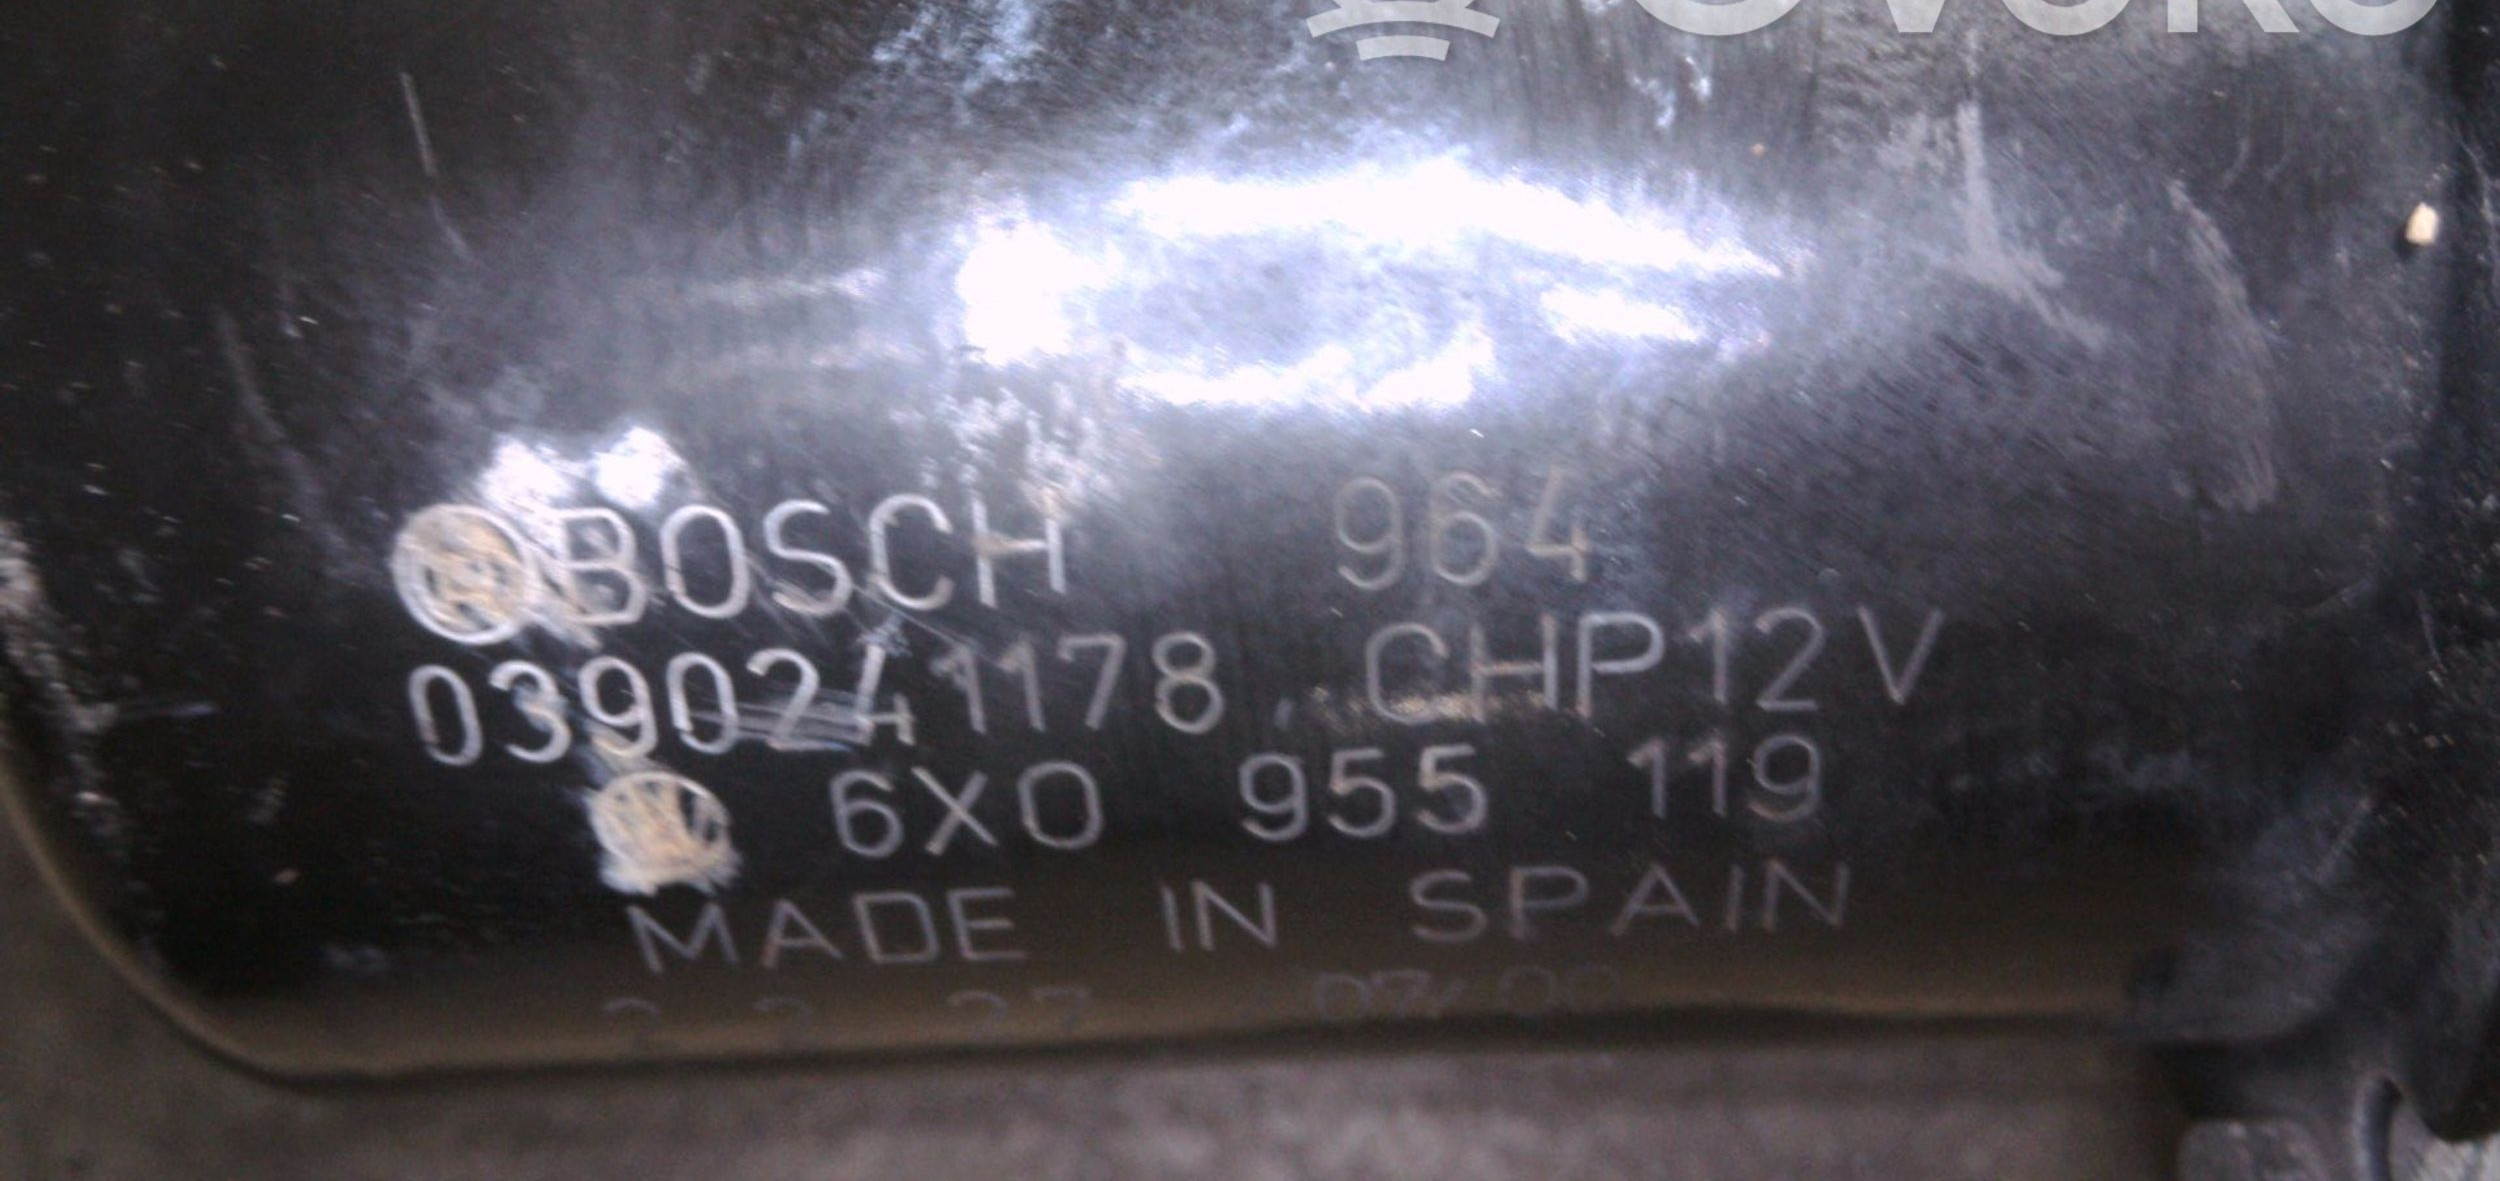 BOSCH 964
0390241178 CHP12V
6X0 955 119
MADE IN SPAIN